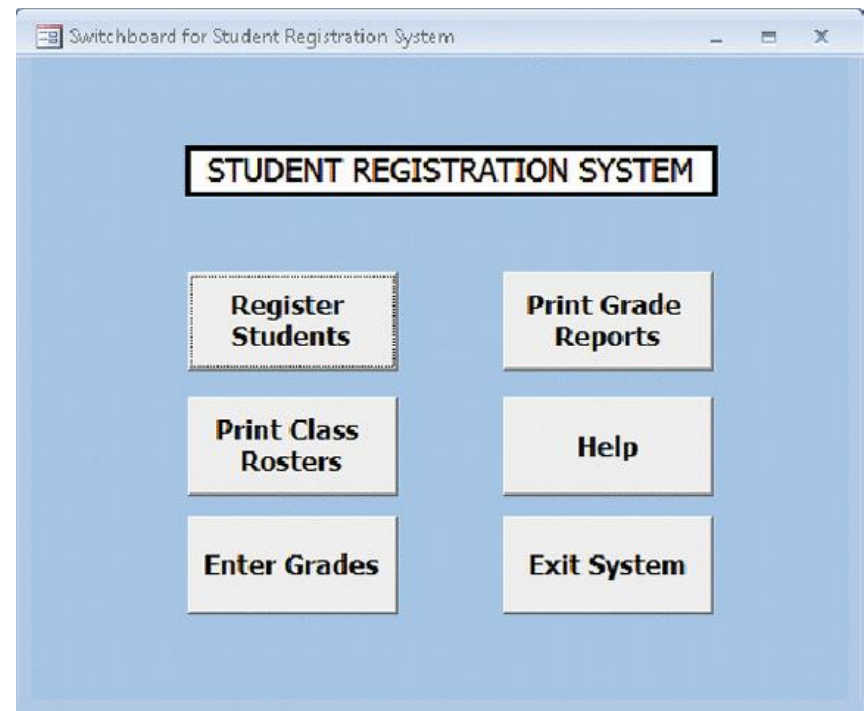 Switchboard for Student Registration System
STUDENT REGISTRATION SYSTEM
Register
Students
Print Grade
Reports
Print Class
Rosters
Help
Enter Grades
Exit System